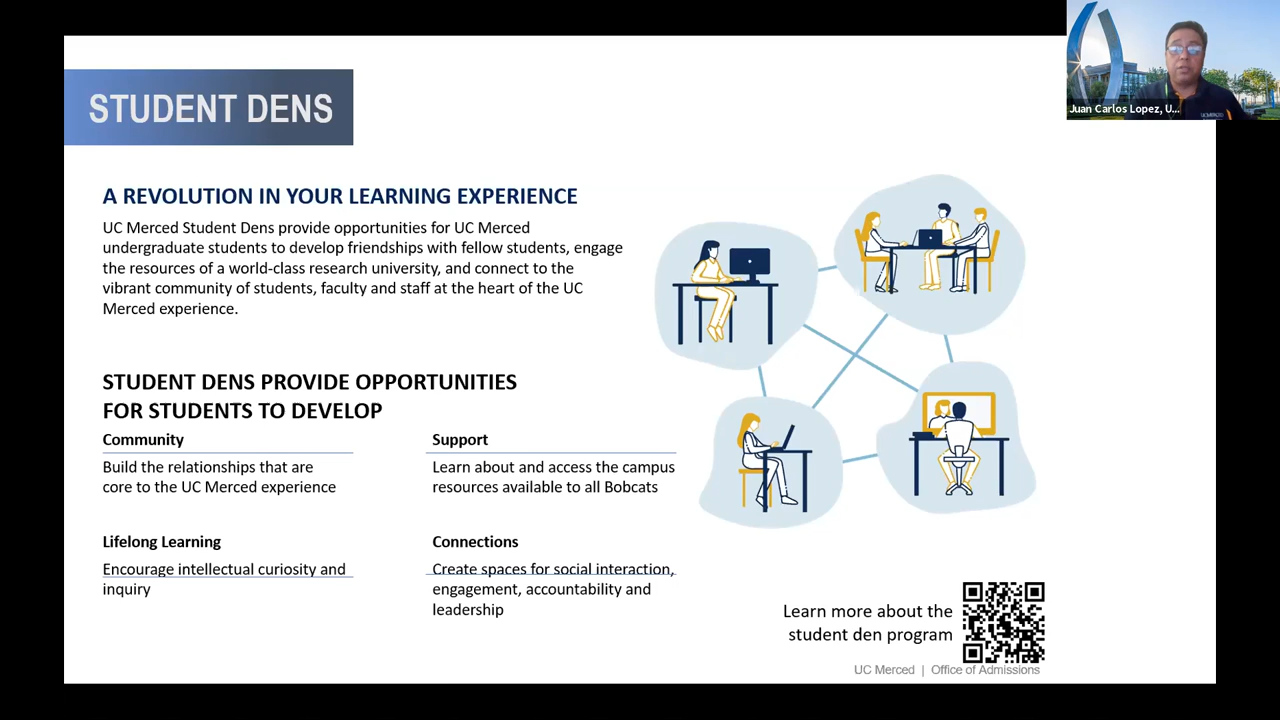 STUDENT DENS
Juan Carlos Lopez, U...
A REVOLUTION IN YOUR LEARNING EXPERIENCE
UC Merced Student Dens provide opportunities for UC Merced
undergraduate students to develop friendships with fellow students, engage
the resources of a world-class research university, and connect to the
vibrant community of students, faculty and staff at the heart of the UC
Merced experience.
STUDENT DENS PROVIDE OPPORTUNITIES
FOR STUDENTS TO DEVELOP
Community
Build the relationships that are
core to the UC Merced experience
Support
Learn about and access the campus
resources available to all Bobcats
Lifelong Learning
Encourage intellectual curiosity and
inquiry
Connections
Create spaces for social interaction,
engagement, accountability and
leadership
Learn more about the
student den program
UC Merced | Office of Admissions